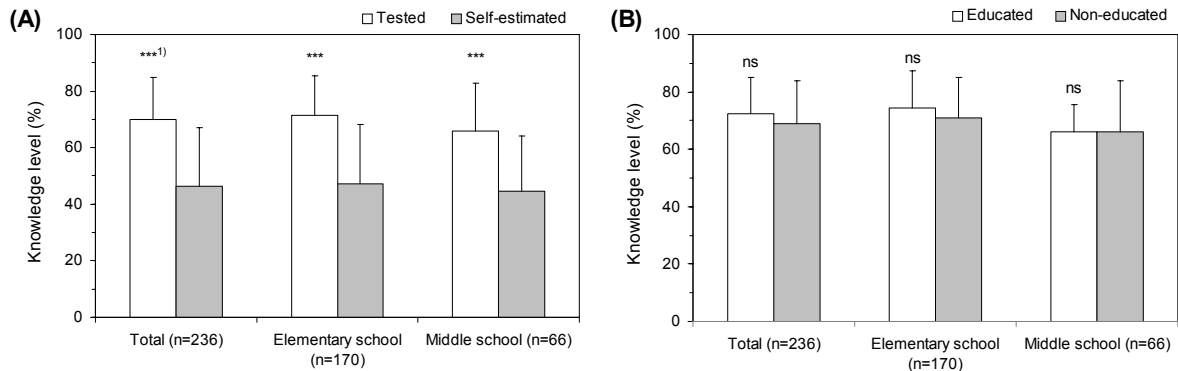 (A)
Tested Self-estimated
100
80
60
40
20
0
Knowledge level (%)
***1)
***
***
Total (n=236)
Elementary school
(n=170)
Middle school (n=66)
(B)
Educated Non-educated
100
80
60
40
20
0
Knowledge level (%)
ns
ns
ns
Total (n=236)
Elementary school
(n=170)
Middle school (n=66)